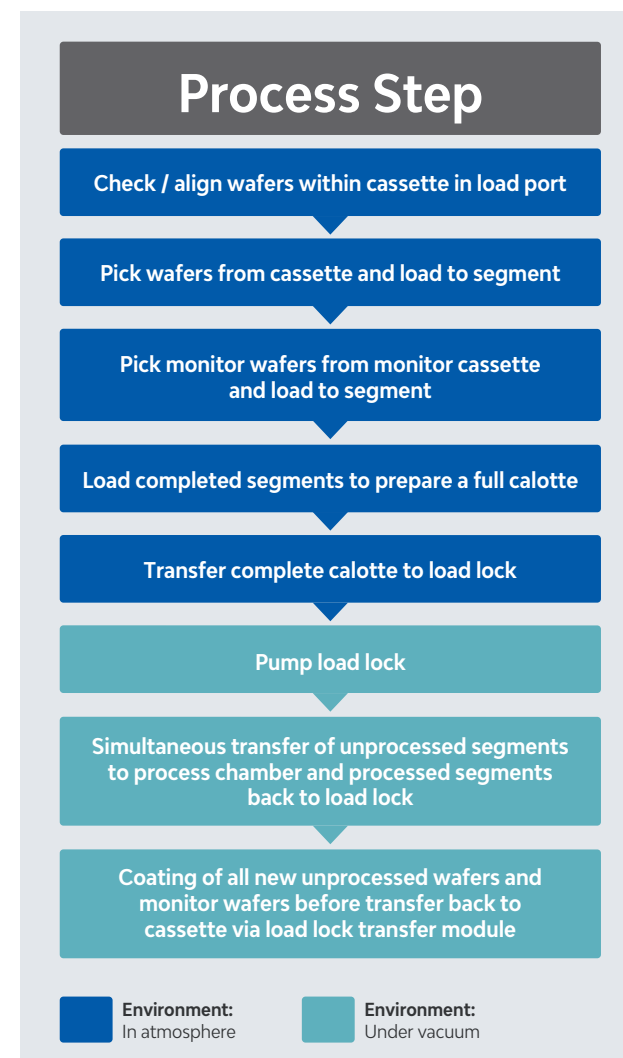 Process Step
Check / align wafers within cassette in load port
Pick wafers from cassette and load to segment
Pick monitor wafers from monitor cassette
and load to segment
Load completed segments to prepare a full calotte
Transfer complete calotte to load lock
Pump load lock
Simultaneous transfer of unprocessed segments
to process chamber and processed segments
back to load lock
Coating of all new unprocessed wafers and
monitor wafers before transfer back to
cassette via load lock transfer module
Environment:
In atmosphere
Environment:
Under vacuum